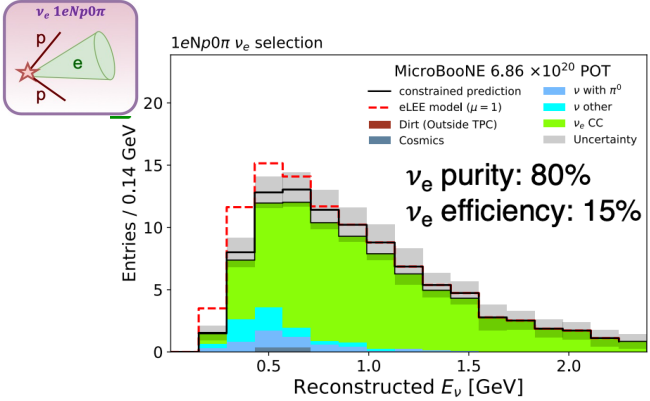 νₑ 1eNp0π
p
e
p
1eNp0π νₑ selection
MicroBooNE 6.86 ×10²⁰ POT
constrained prediction
eLEE model (μ = 1)
Dirt (Outside TPC)
Cosmics
ν with π⁰
ν other
νₑ CC
Uncertainty
νₑ purity: 80%
νₑ efficiency: 15%
Entries / 0.14 GeV
20
15
10
5
0
0.5
1.0
1.5
2.0
Reconstructed Eᵥ [GeV]